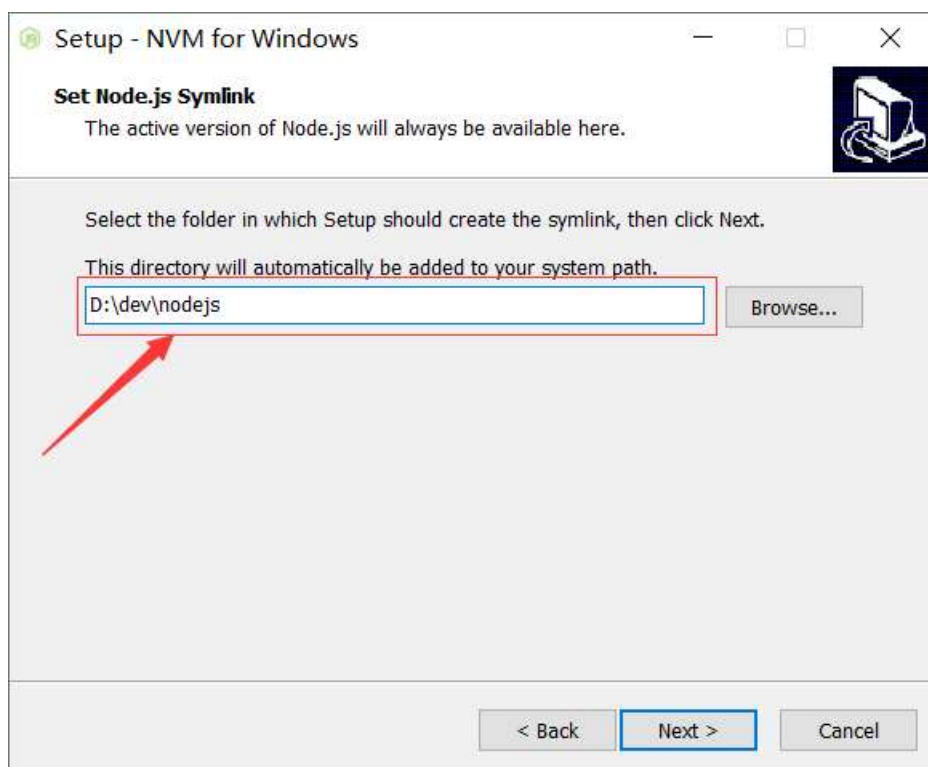 Setup - NVM for Windows
Set Node.js Symlink
The active version of Node.js will always be available here.
Select the folder in which Setup should create the symlink, then click Next.
This directory will automatically be added to your system path.
D:\dev\nodejs
Browse...
< Back
Next >
Cancel